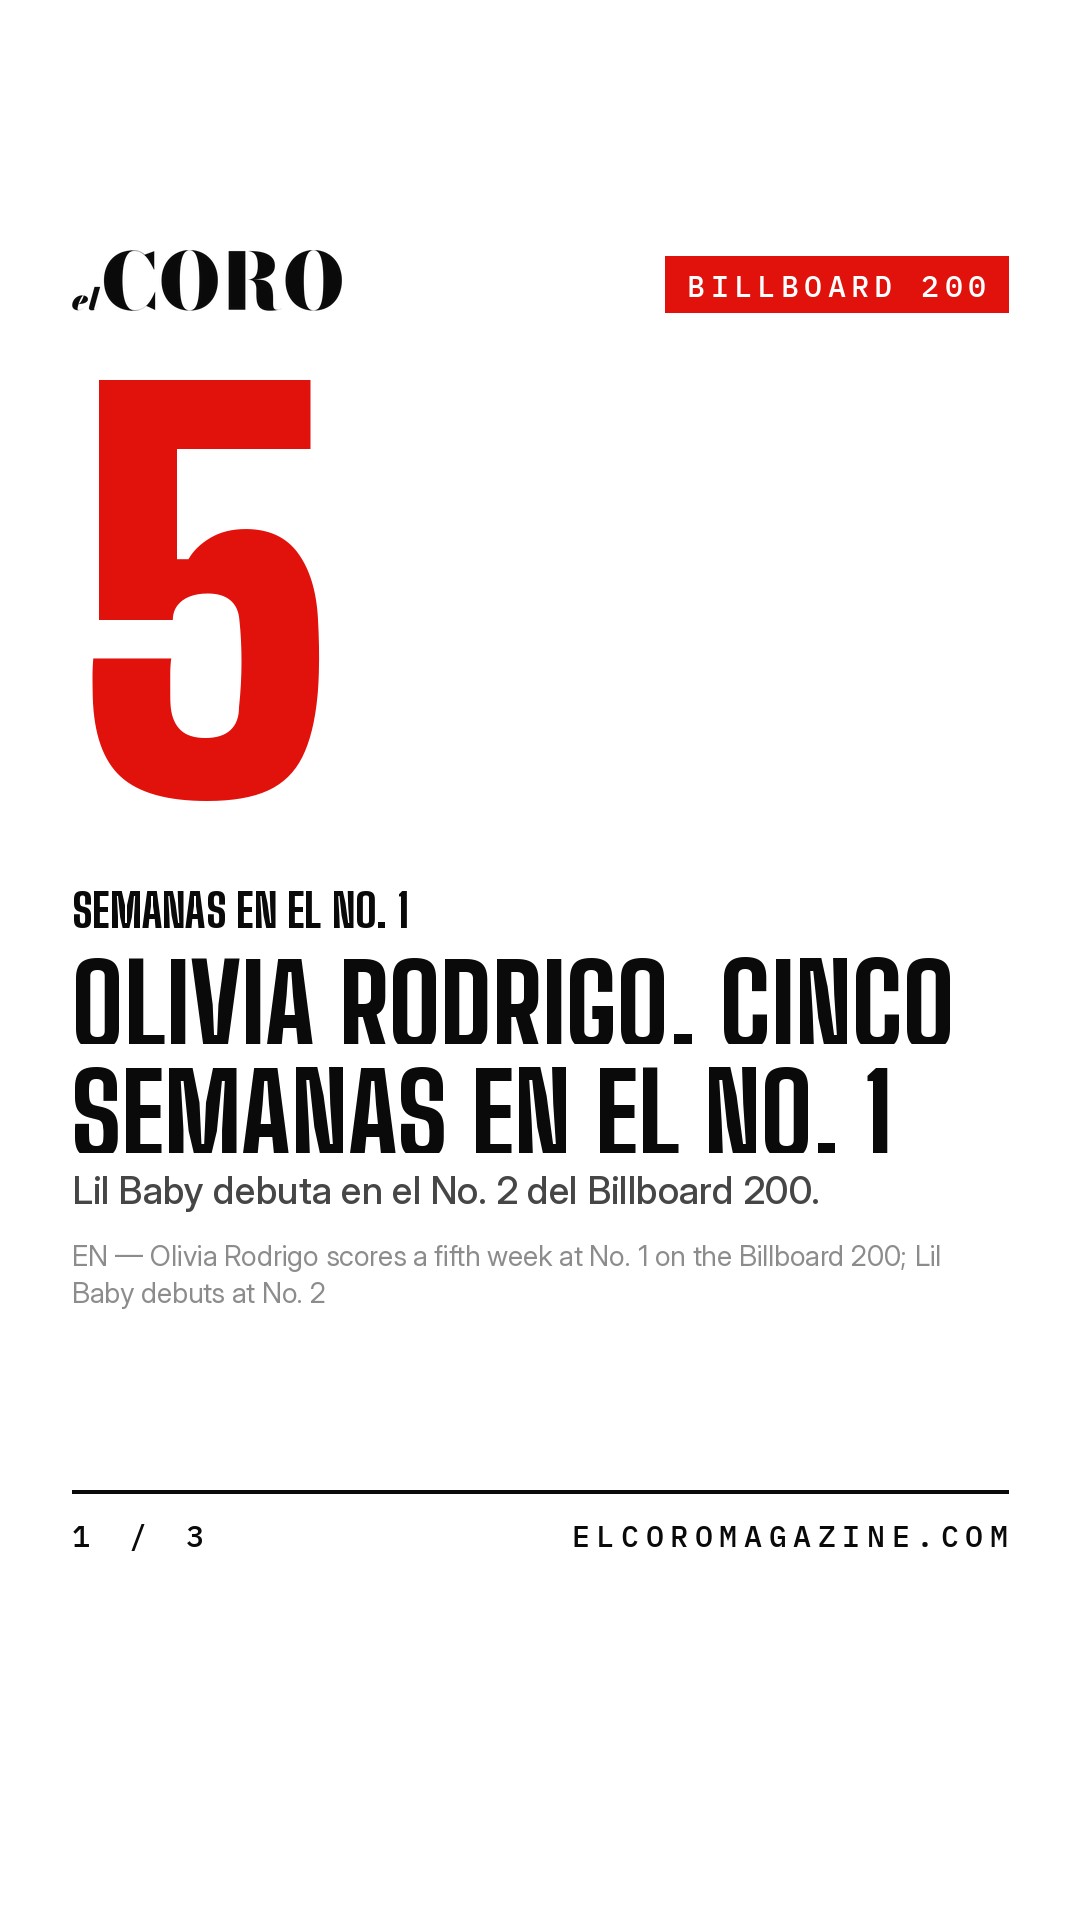 el CORO
BILLBOARD 200
5
SEMANAS EN EL NO. 1
OLIVIA RODRIGO. CINCO
SEMANAS EN EL NO. 1
Lil Baby debuta en el No. 2 del Billboard 200.
EN — Olivia Rodrigo scores a fifth week at No. 1 on the Billboard 200; Lil
Baby debuts at No. 2
1 / 3
ELCOROMAGAZINE.COM